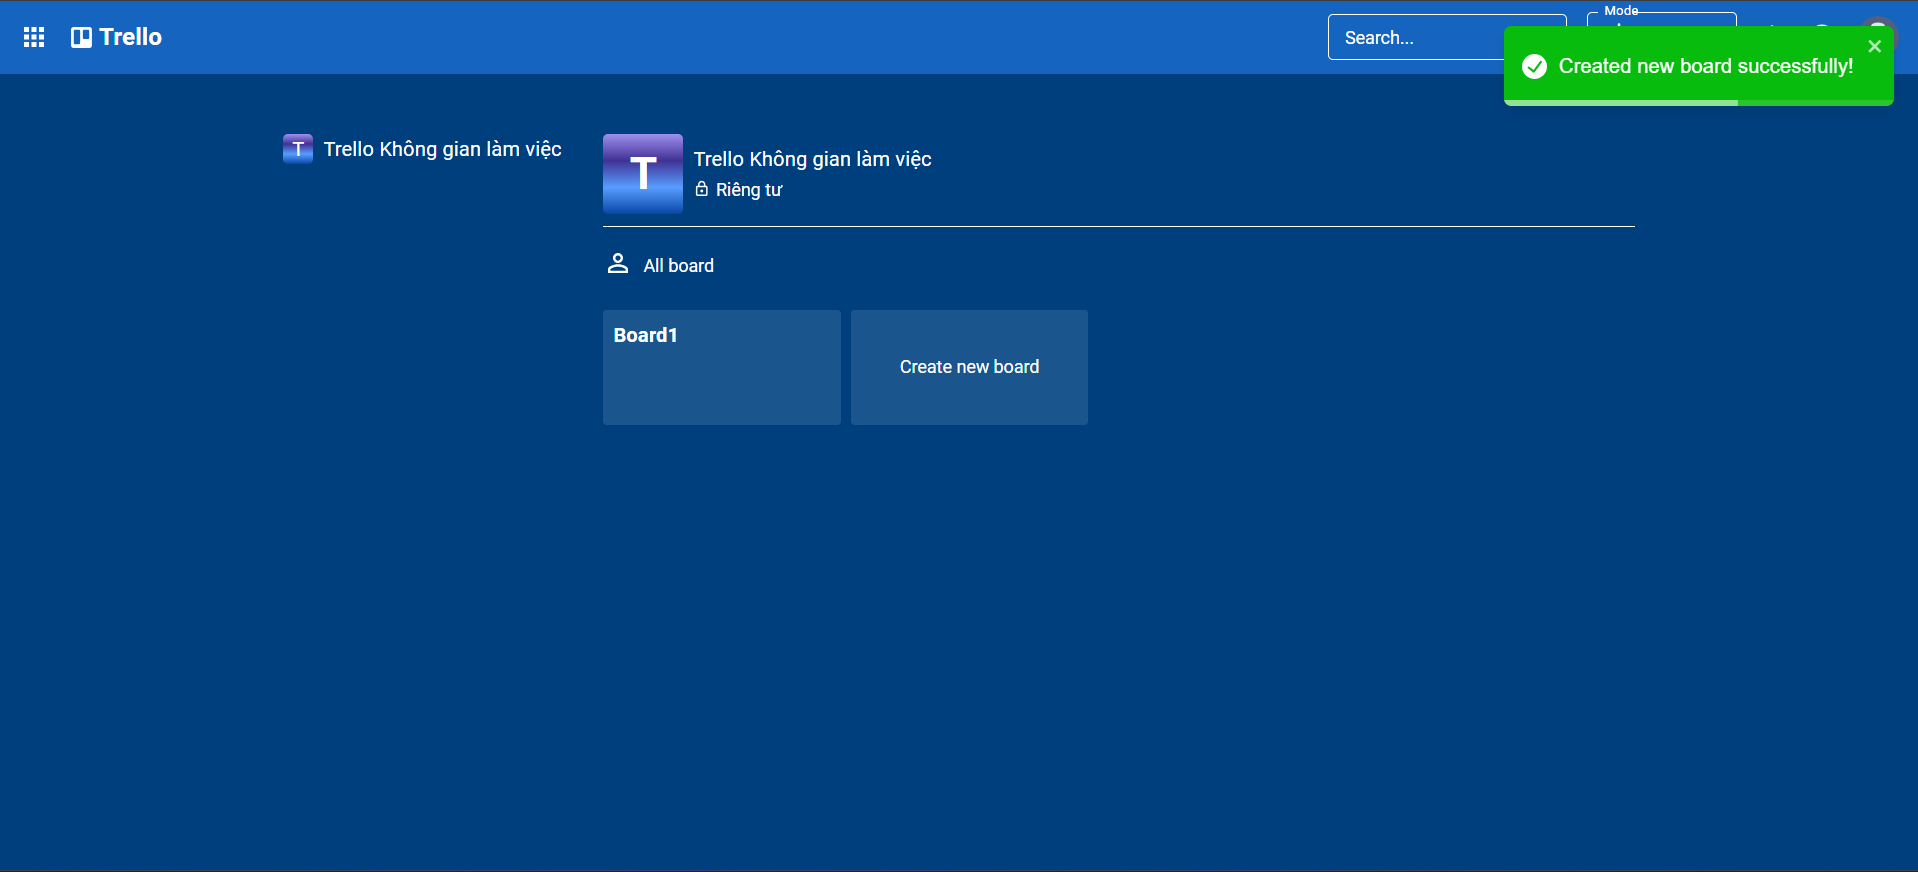 Trello
Search...
Mode
Created new board successfully!
T
Trello Không gian làm việc
T
Trello Không gian làm việc
Riêng tư
All board
Board1
Create new board